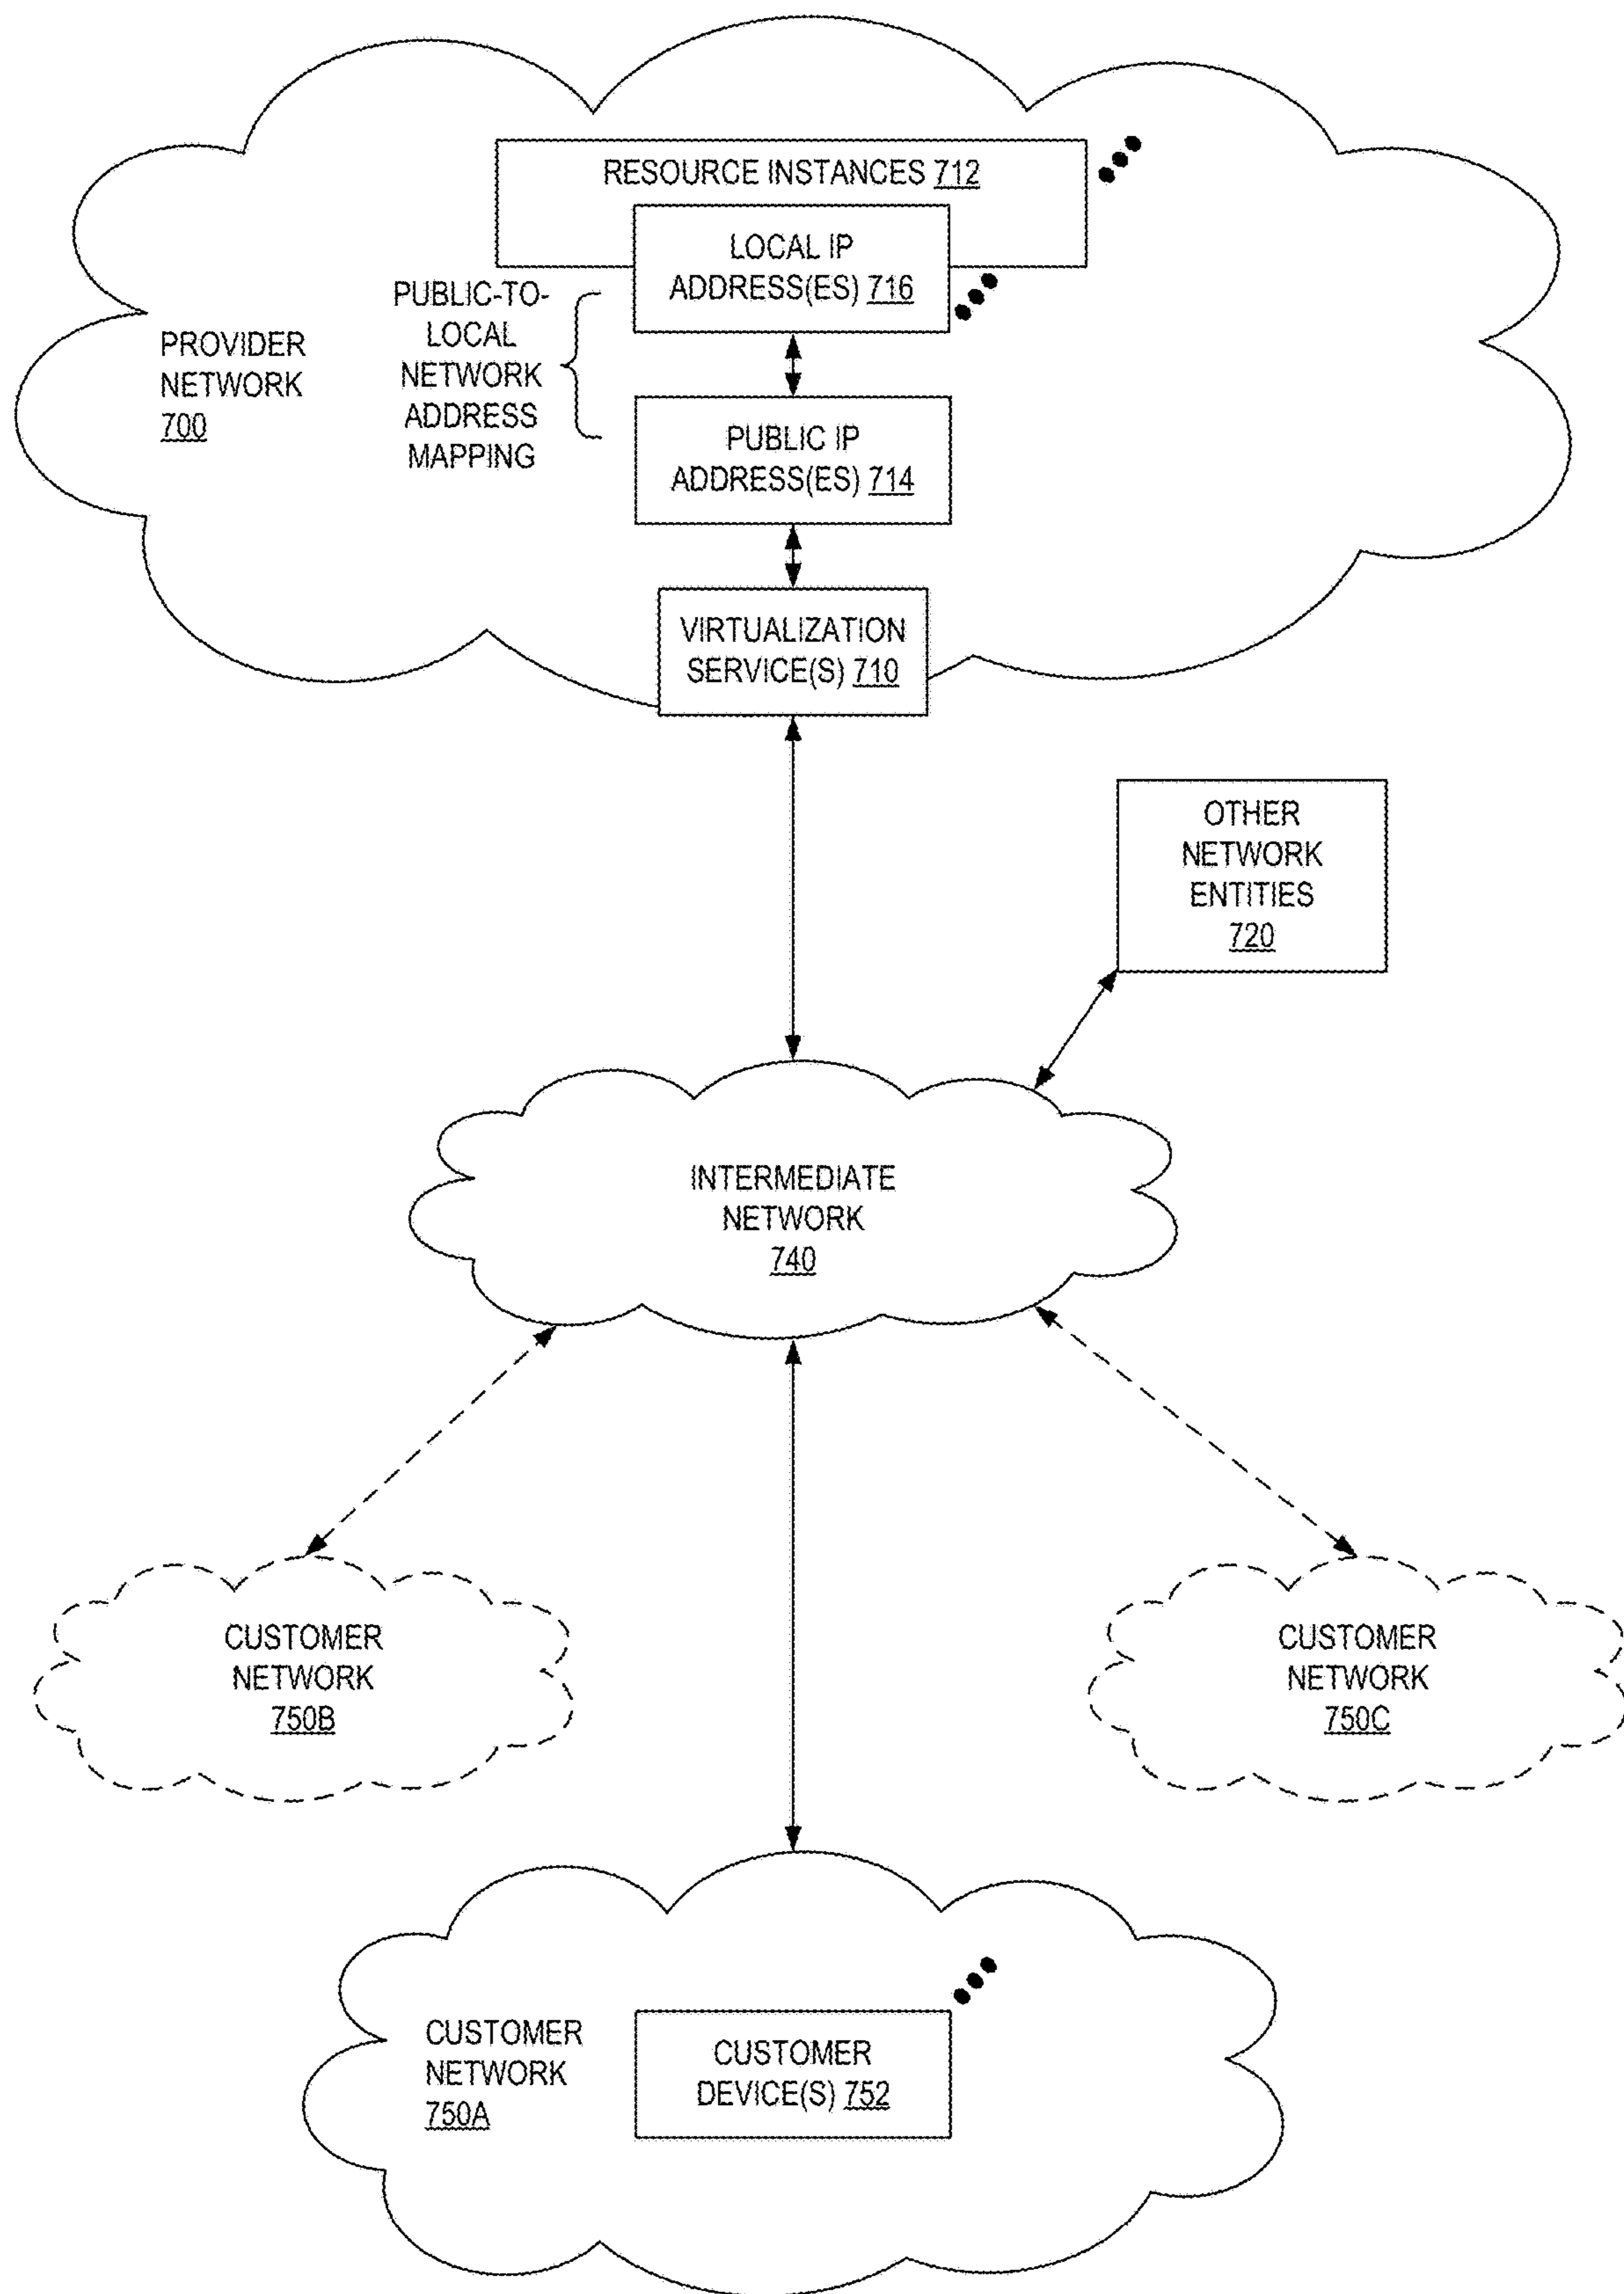 RESOURCE INSTANCES 712
LOCAL IP
ADDRESS(ES) 716
PUBLIC-TO-
LOCAL
NETWORK
ADDRESS
MAPPING
PROVIDER
NETWORK
700
PUBLIC IP
ADDRESS(ES) 714
VIRTUALIZATION
SERVICE(S) 710
OTHER
NETWORK
ENTITIES
720
INTERMEDIATE
NETWORK
740
CUSTOMER
NETWORK
750B
CUSTOMER
NETWORK
750C
CUSTOMER
NETWORK
750A
CUSTOMER
DEVICE(S) 752